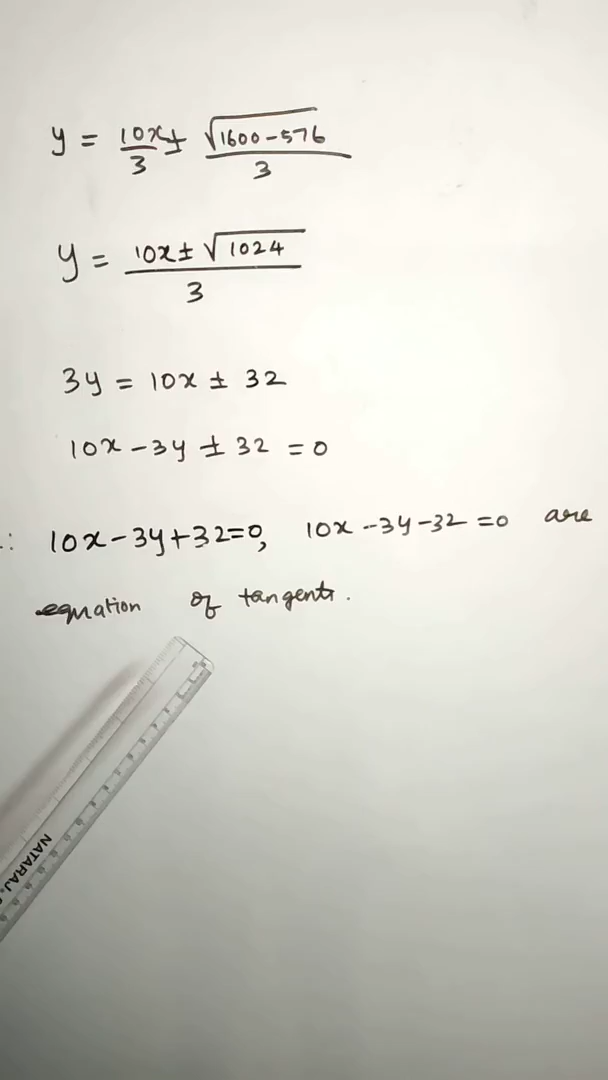 y = 10x/3 ± √1600-576/3
y = 10x ± √1024/3
3y = 10x ± 32
10x - 3y ± 32 = 0
∴ 10x - 3y + 32 = 0, 10x - 3y - 32 = 0 are
equation of tangents.
NATARAJ